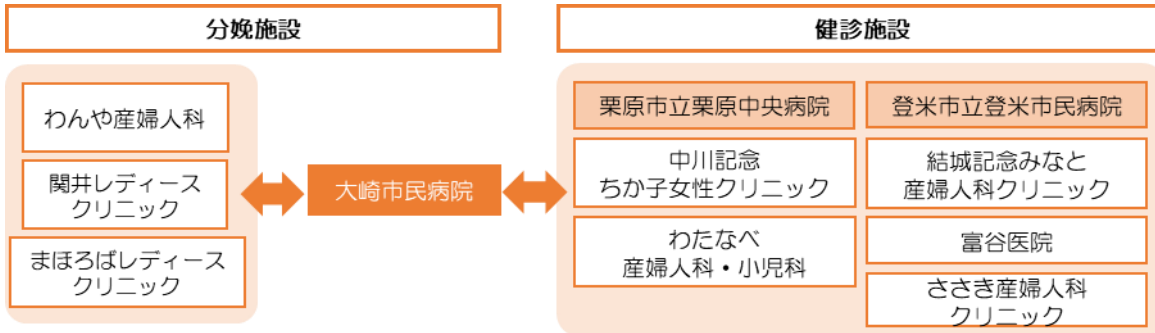 分娩施設
健診施設
わんや産婦人科
関井レディース
クリニック
まほろばレディース
クリニック
大崎市民病院
栗原市立栗原中央病院
中川記念
ちか子女性クリニック
わたなべ
産婦人科・小児科
登米市立登米市民病院
結城記念みなと
産婦人科クリニック
富谷医院
ささき産婦人科
クリニック